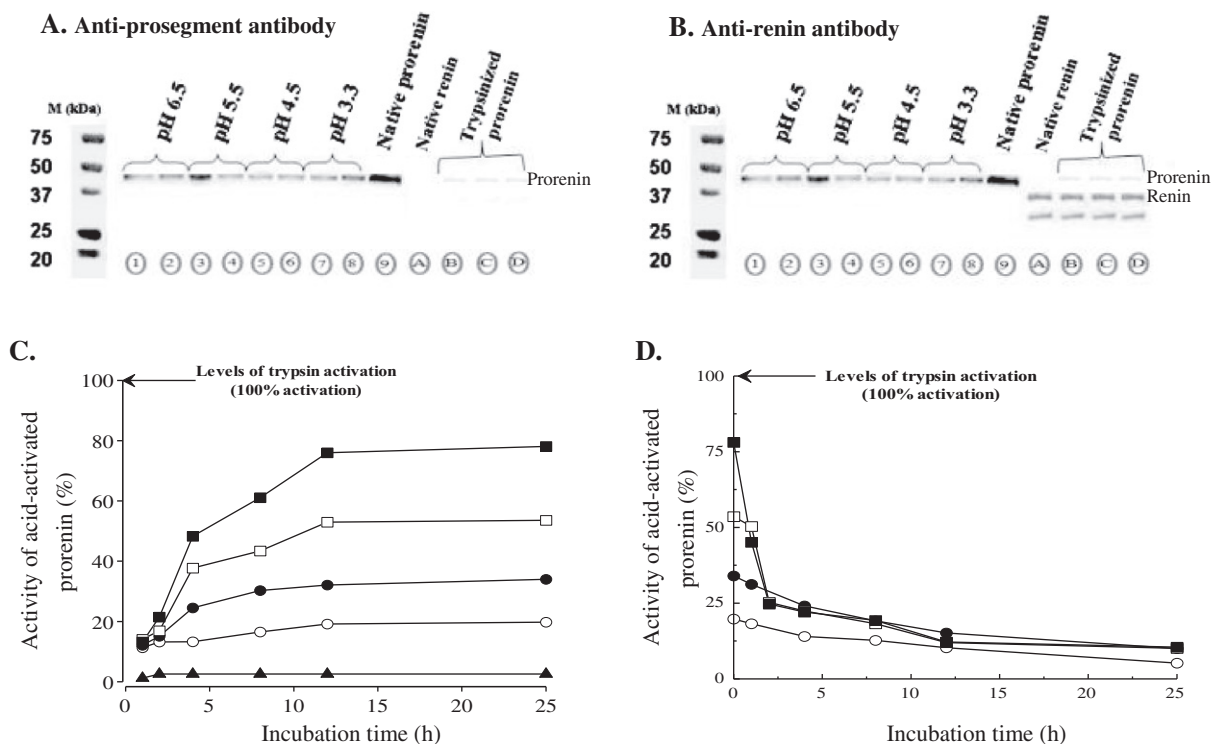 A. Anti-prosegment antibody
M (kDa)
pH 6.5
pH 5.5
pH 4.5
pH 3.3
Native prorenin
Native renin
Trypsinized
prorenin
75
50
37
25
20
Prorenin
1 2 3 4 5 6 7 8 9 A B C D
B. Anti-renin antibody
M (kDa)
pH 6.5
pH 5.5
pH 4.5
pH 3.3
Native prorenin
Native renin
Trypsinized
prorenin
75
50
37
25
20
Prorenin
Renin
1 2 3 4 5 6 7 8 9 A B C D
C.
Levels of trypsin activation
(100% activation)
Activity of acid-activated
prorenin (%)
100
80
60
40
20
0
0 5 10 15 20 25
Incubation time (h)
D.
Levels of trypsin activation
(100% activation)
Activity of acid-activated
prorenin (%)
100
75
50
25
0
0 5 10 15 20 25
Incubation time (h)